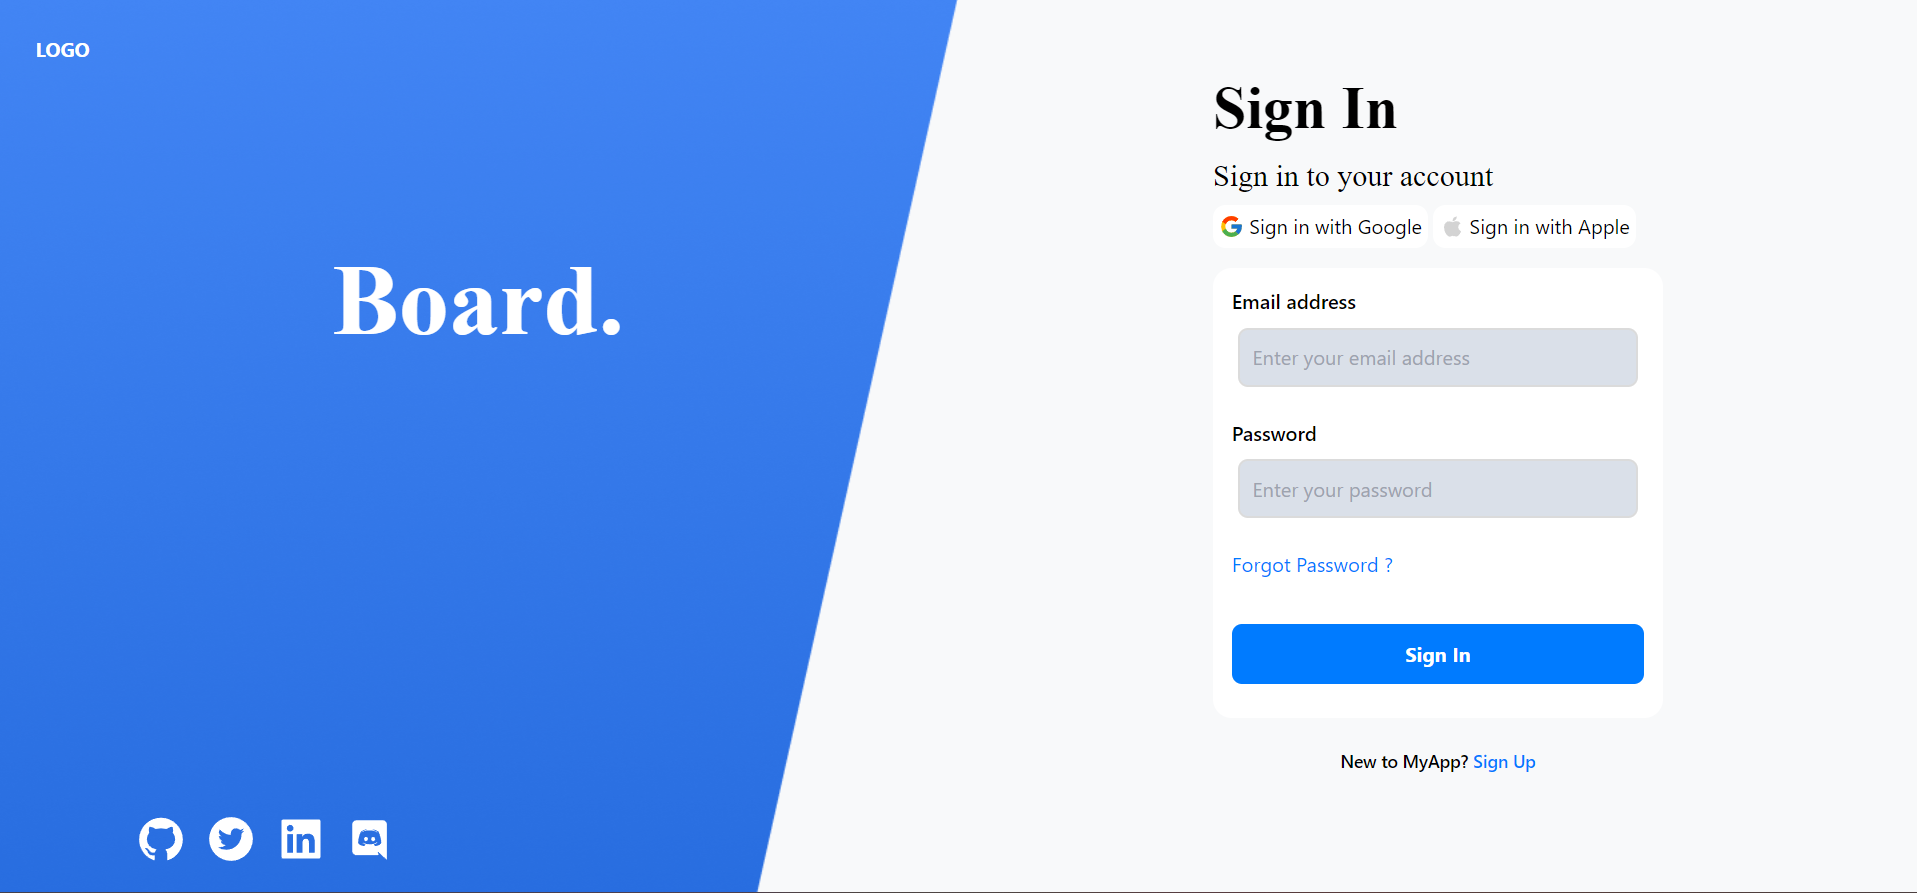 LOGO
Board.
Sign In
Sign in to your account
Sign in with Google
Sign in with Apple
Email address
Enter your email address
Password
Enter your password
Forgot Password ?
Sign In
New to MyApp? Sign Up
in